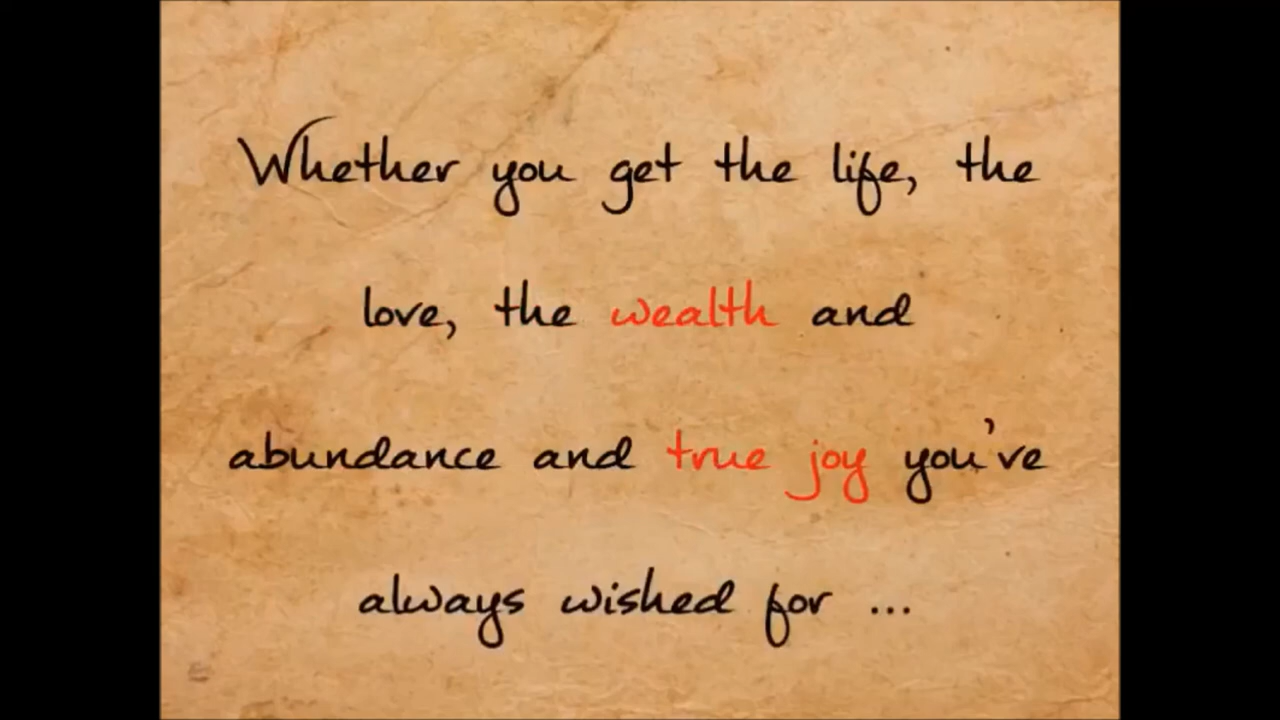 Whether you get the life, the
love, the wealth and
abundance and true joy you've
always wished for ...